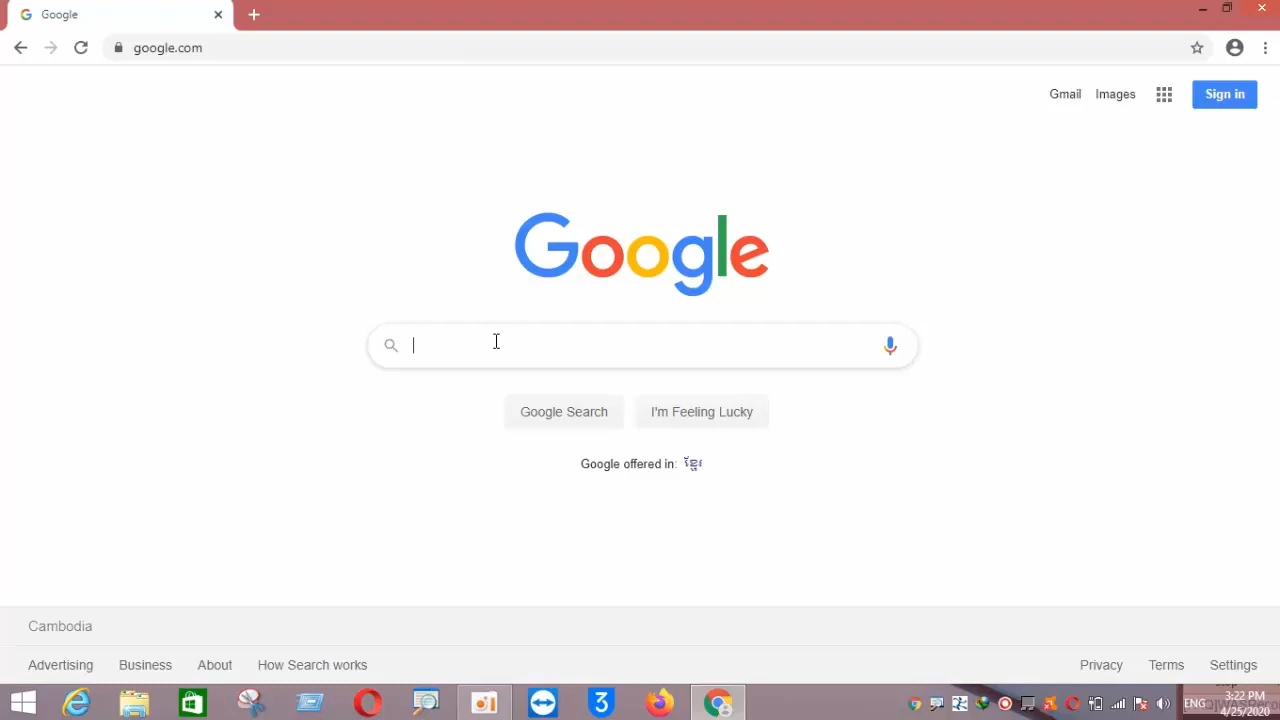 Google
google.com
Gmail Images Sign in
Google
Google Search I'm Feeling Lucky
Google offered in: ខ្មែរ
Cambodia
Advertising Business About How Search works Privacy Terms Settings
3
ENG 3:22 PM
4/25/2020